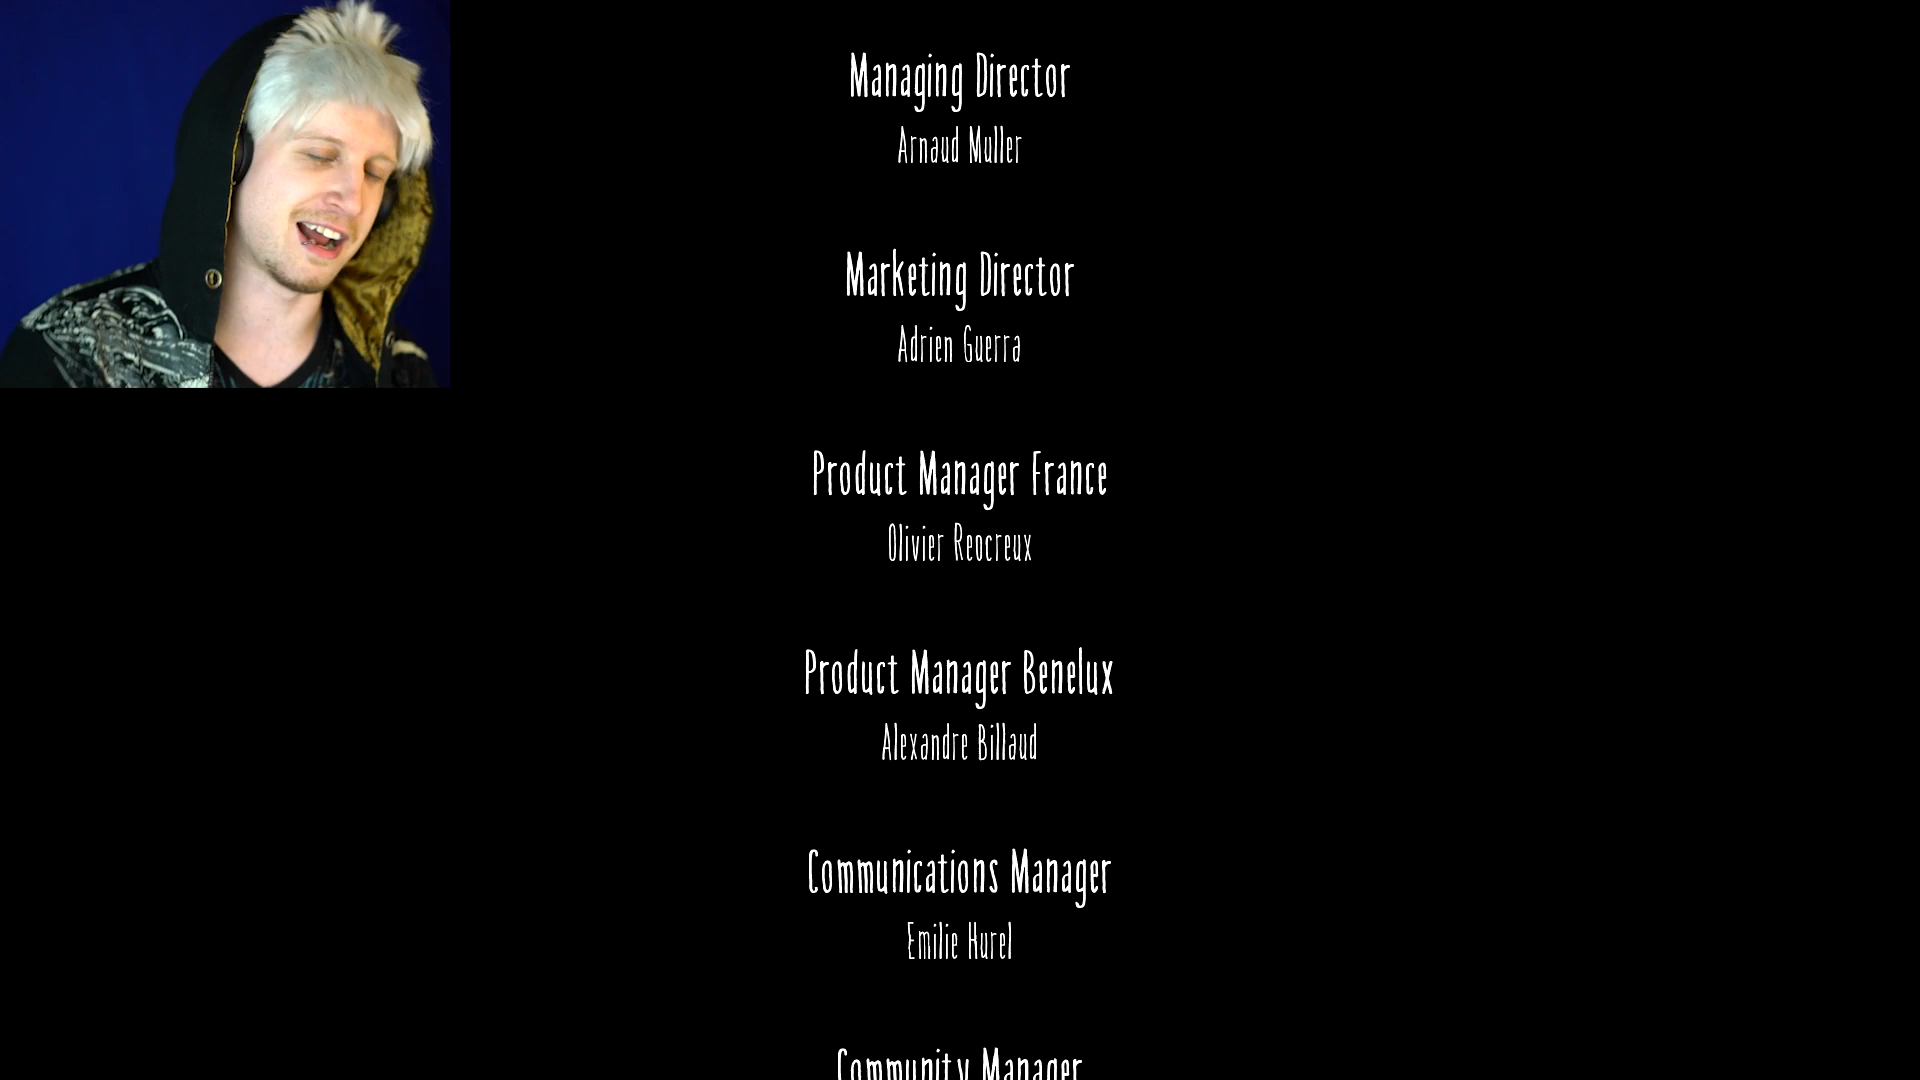 Managing Director
Arnaud Muller
Marketing Director
Adrien Guerra
Product Manager France
Olivier Reocreux
Product Manager Benelux
Alexandre Billaud
Communications Manager
Emilie Hurel
Community Manager